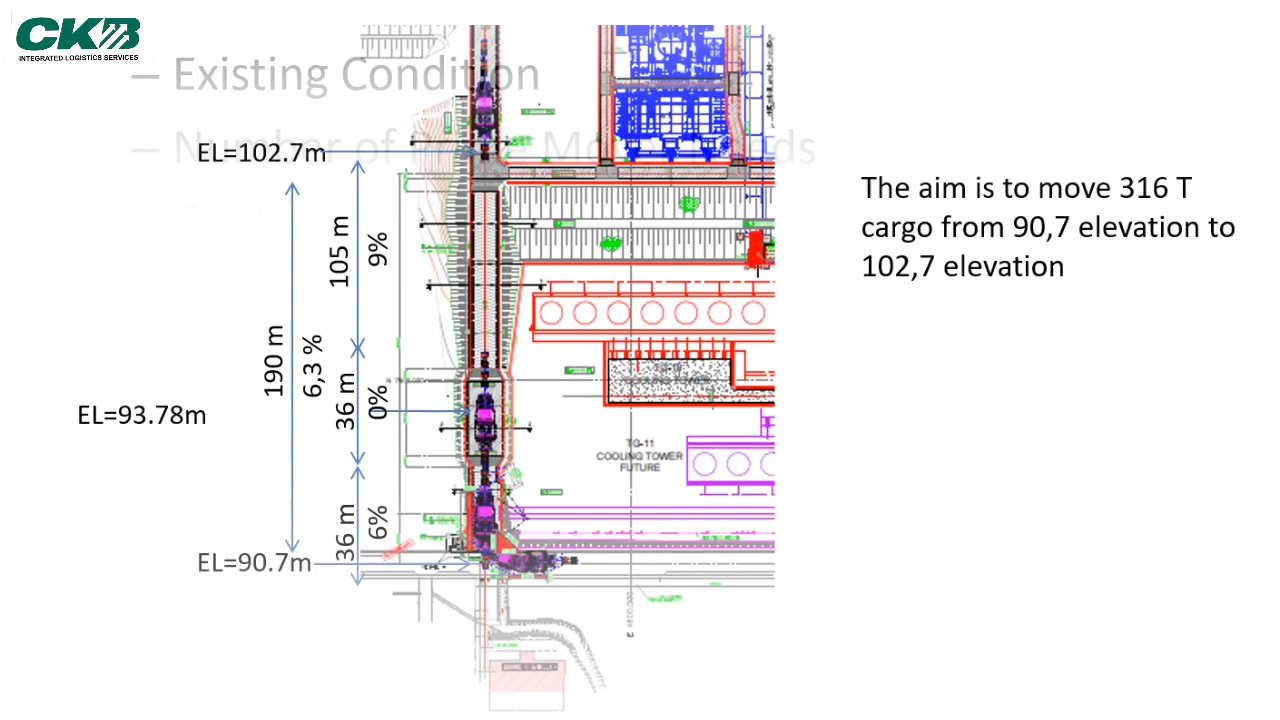 CKB
INTEGRATED LOGISTICS SERVICES
– Existing Condition
– Number of
EL=102.7m
The aim is to move 316 T
cargo from 90,7 elevation to
102,7 elevation
105 m
9%
190 m
6,3 %
36 m
0%
EL=93.78m
TG-11
COOLING TOWER
FUTURE
36 m
6%
EL=90.7m